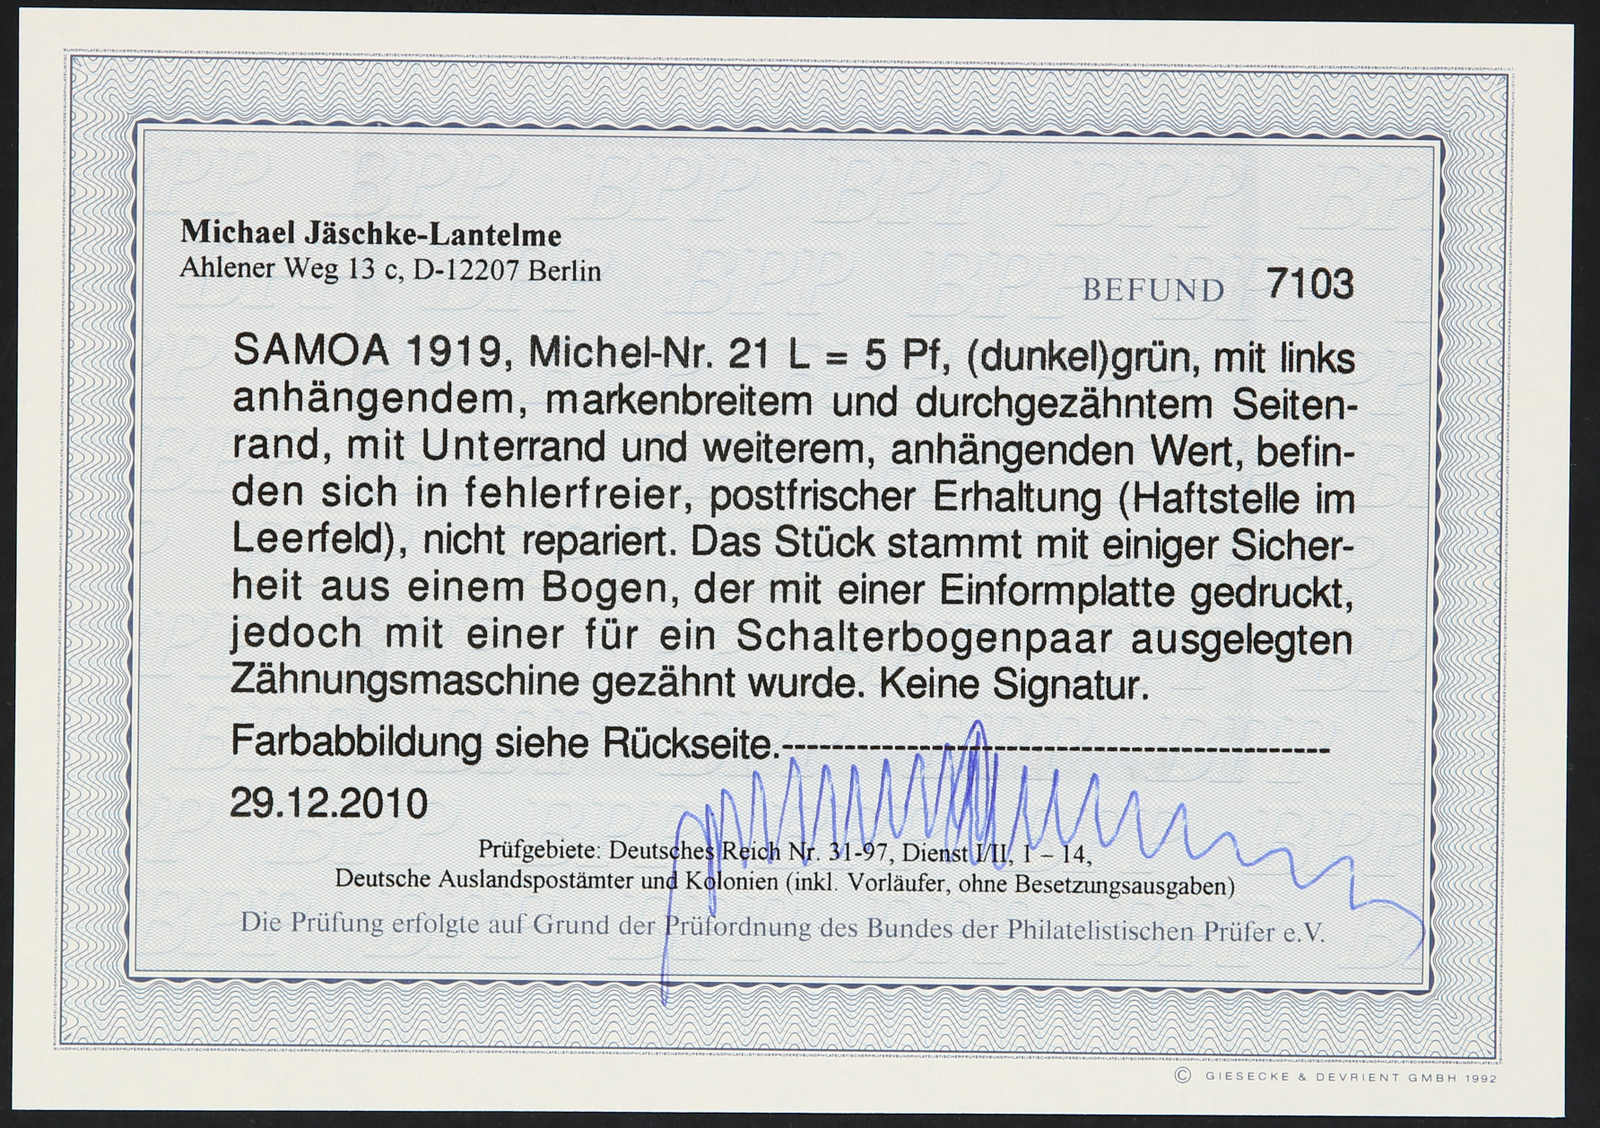 Michael Jäschke-Lantelme
Ahlener Weg 13 c, D-12207 Berlin
BEFUND 7103
SAMOA 1919, Michel-Nr. 21 L = 5 Pf, (dunkel)grün, mit links
anhängendem, markenbreitem und durchgezähntem Seiten-
rand, mit Unterrand und weiterem, anhängenden Wert, befin-
den sich in fehlerfreier, postfrischer Erhaltung (Haftstelle im
Leerfeld), nicht repariert. Das Stück stammt mit einiger Sicher-
heit aus einem Bogen, der mit einer Einformplatte gedruckt,
jedoch mit einer für ein Schalterbogenpaar ausgelegten
Zähnungsmaschine gezähnt wurde. Keine Signatur.
Farbabbildung siehe Rückseite.--------------------------------------------
29.12.2010
Prüfgebiete: Deutsches Reich Nr. 31-97, Dienst I/II, 1 – 14,
Deutsche Auslandspostämter und Kolonien (inkl. Vorläufer, ohne Besetzungsausgaben)
Die Prüfung erfolgte auf Grund der Prüfordnung des Bundes der Philatelistischen Prüfer e.V.
© GIESECKE & DEVRIENT GMBH 1992